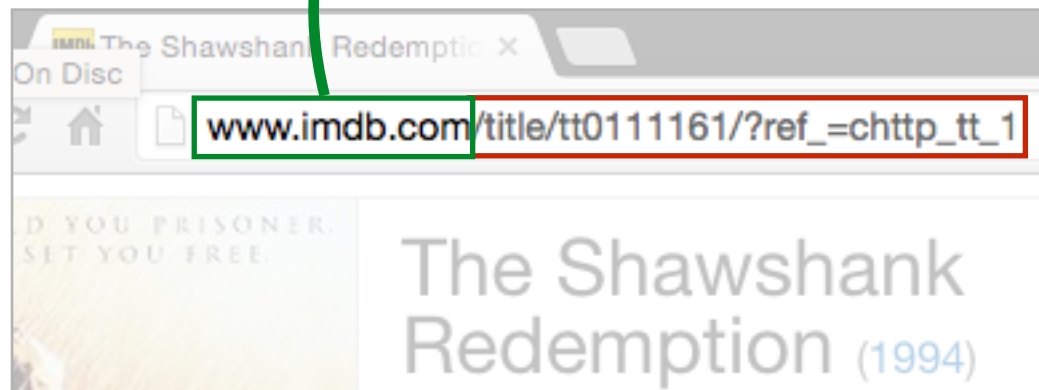 IMDb The Shawshank Redemptio ×
On Disc
www.imdb.com/title/tt0111161/?ref_=chttp_tt_1
D YOU PRISONER.
SET YOU FREE.
The Shawshank
Redemption (1994)